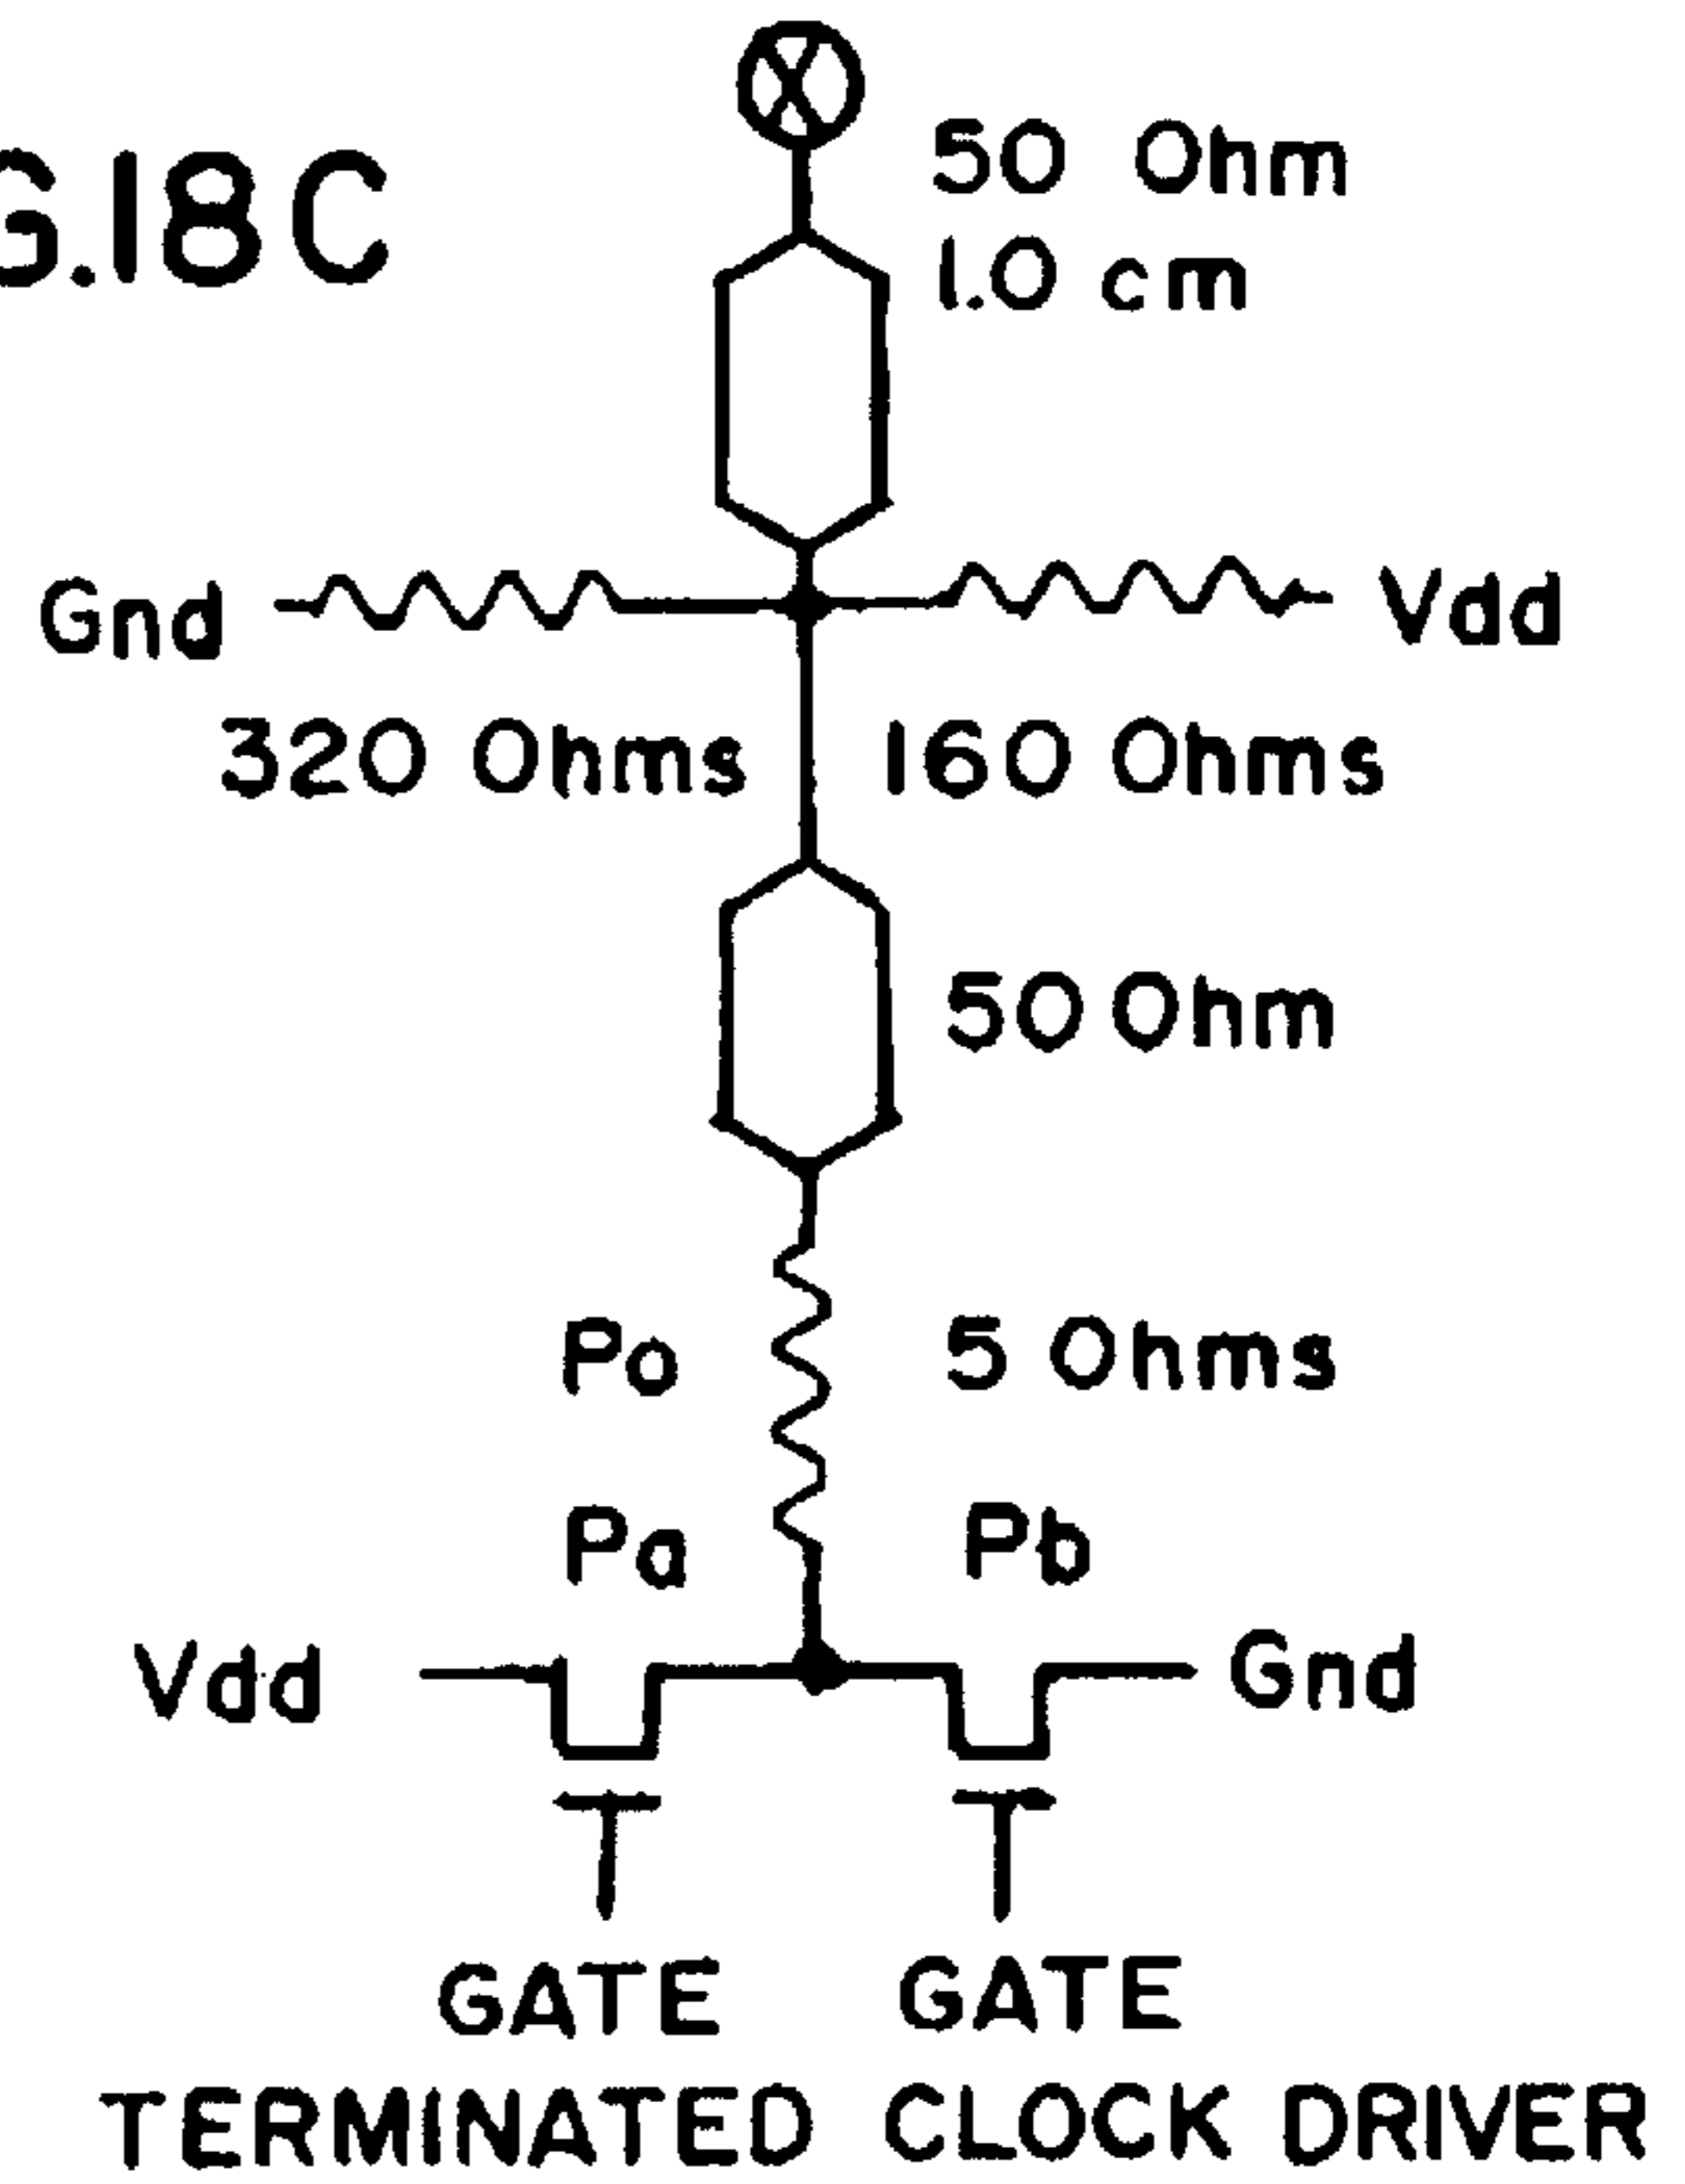 G.18C
50 Ohm
1.0 cm
Gnd
Vdd
320 Ohms
160 Ohms
50 Ohm
Po
5 Ohms
Pa
Pb
Vdd
Gnd
GATE
GATE
TERMINATED CLOCK DRIVER